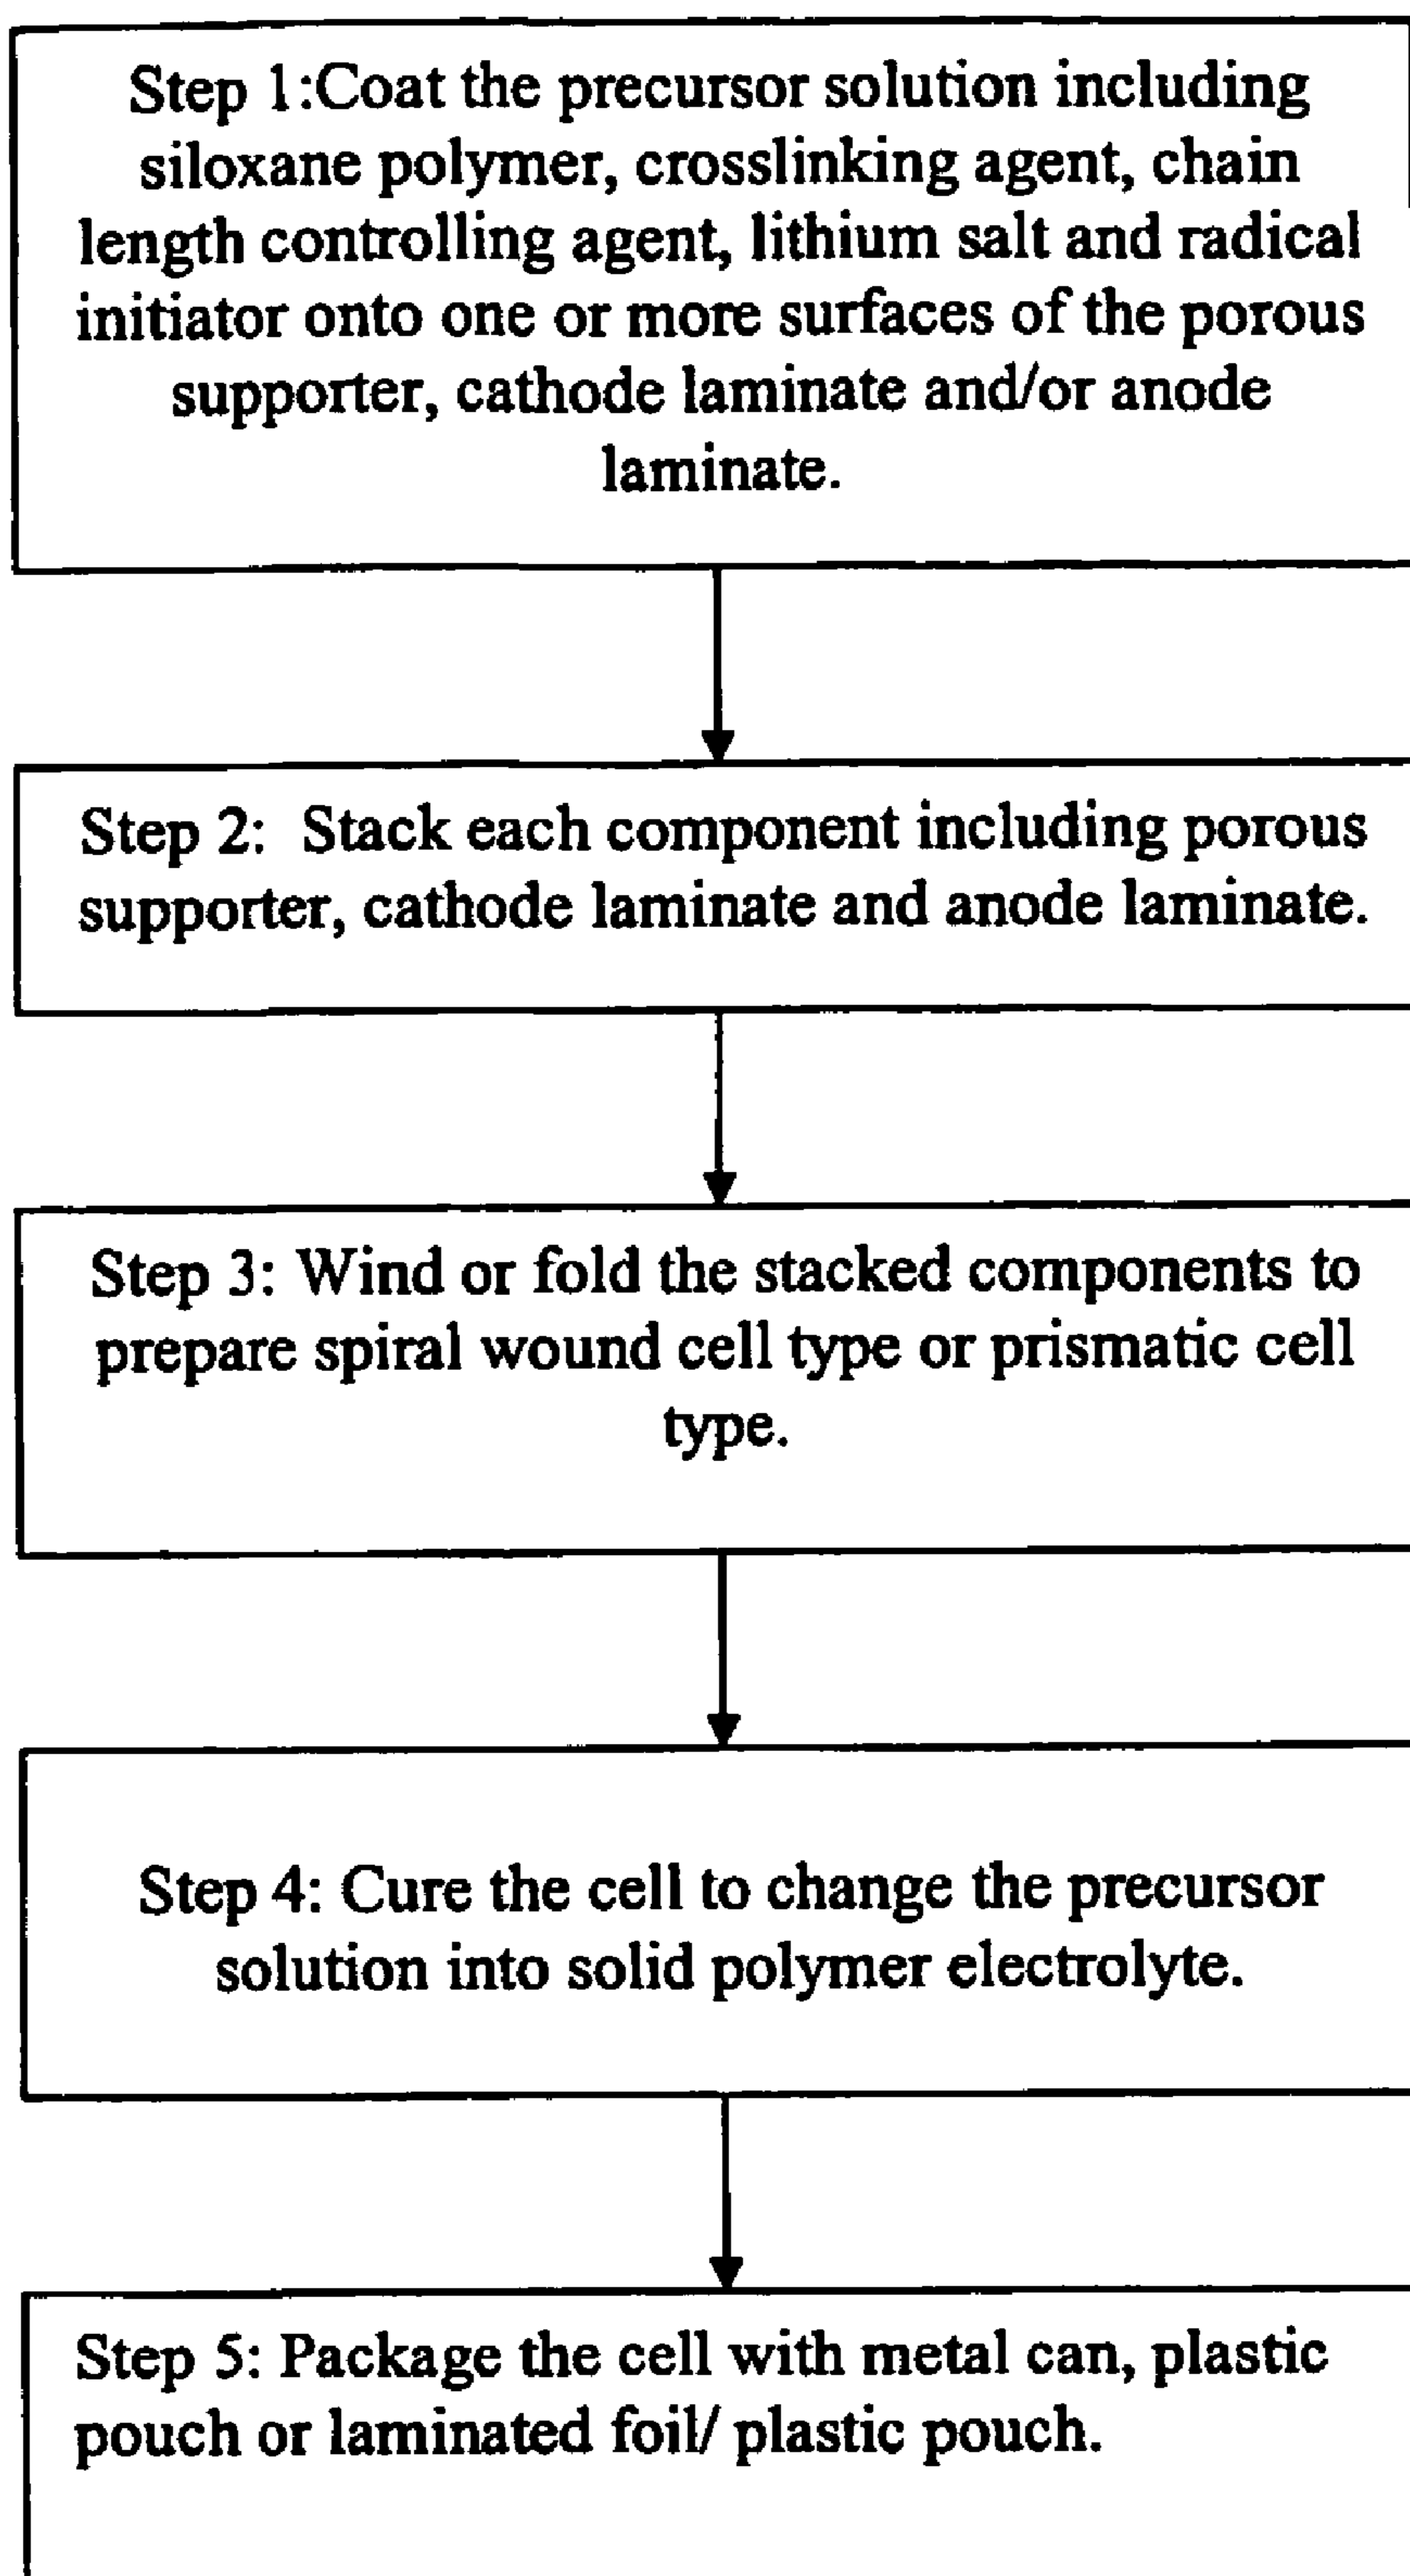 Step 1:Coat the precursor solution including
siloxane polymer, crosslinking agent, chain
length controlling agent, lithium salt and radical
initiator onto one or more surfaces of the porous
supporter, cathode laminate and/or anode
laminate.
Step 2: Stack each component including porous
supporter, cathode laminate and anode laminate.
Step 3: Wind or fold the stacked components to
prepare spiral wound cell type or prismatic cell
type.
Step 4: Cure the cell to change the precursor
solution into solid polymer electrolyte.
Step 5: Package the cell with metal can, plastic
pouch or laminated foil/ plastic pouch.